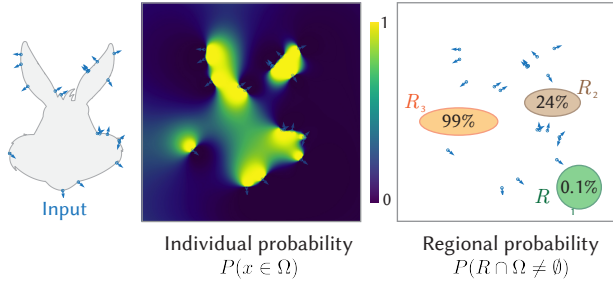 1
0
Input
R₃
99%
24%
R₂
0.1%
R₁
Individual probability
P(x ∈ Ω)
Regional probability
P(R ∩ Ω ≠ ∅)